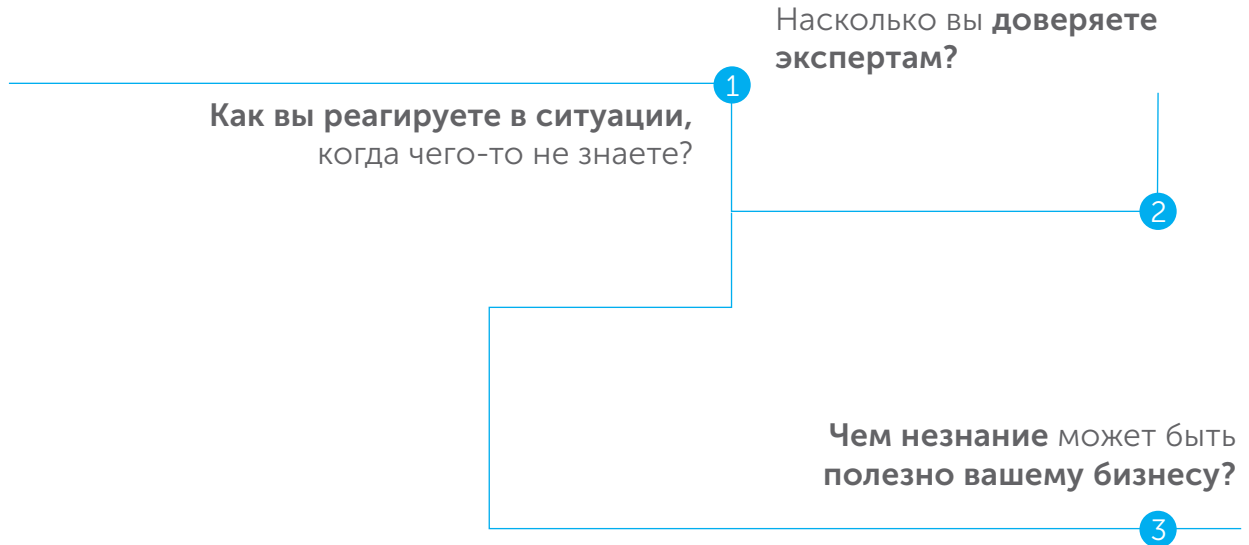 1
Как вы реагируете в ситуации,
когда чего-то не знаете?
Насколько вы доверяете
экспертам?
2
Чем незнание может быть
полезно вашему бизнесу?
3